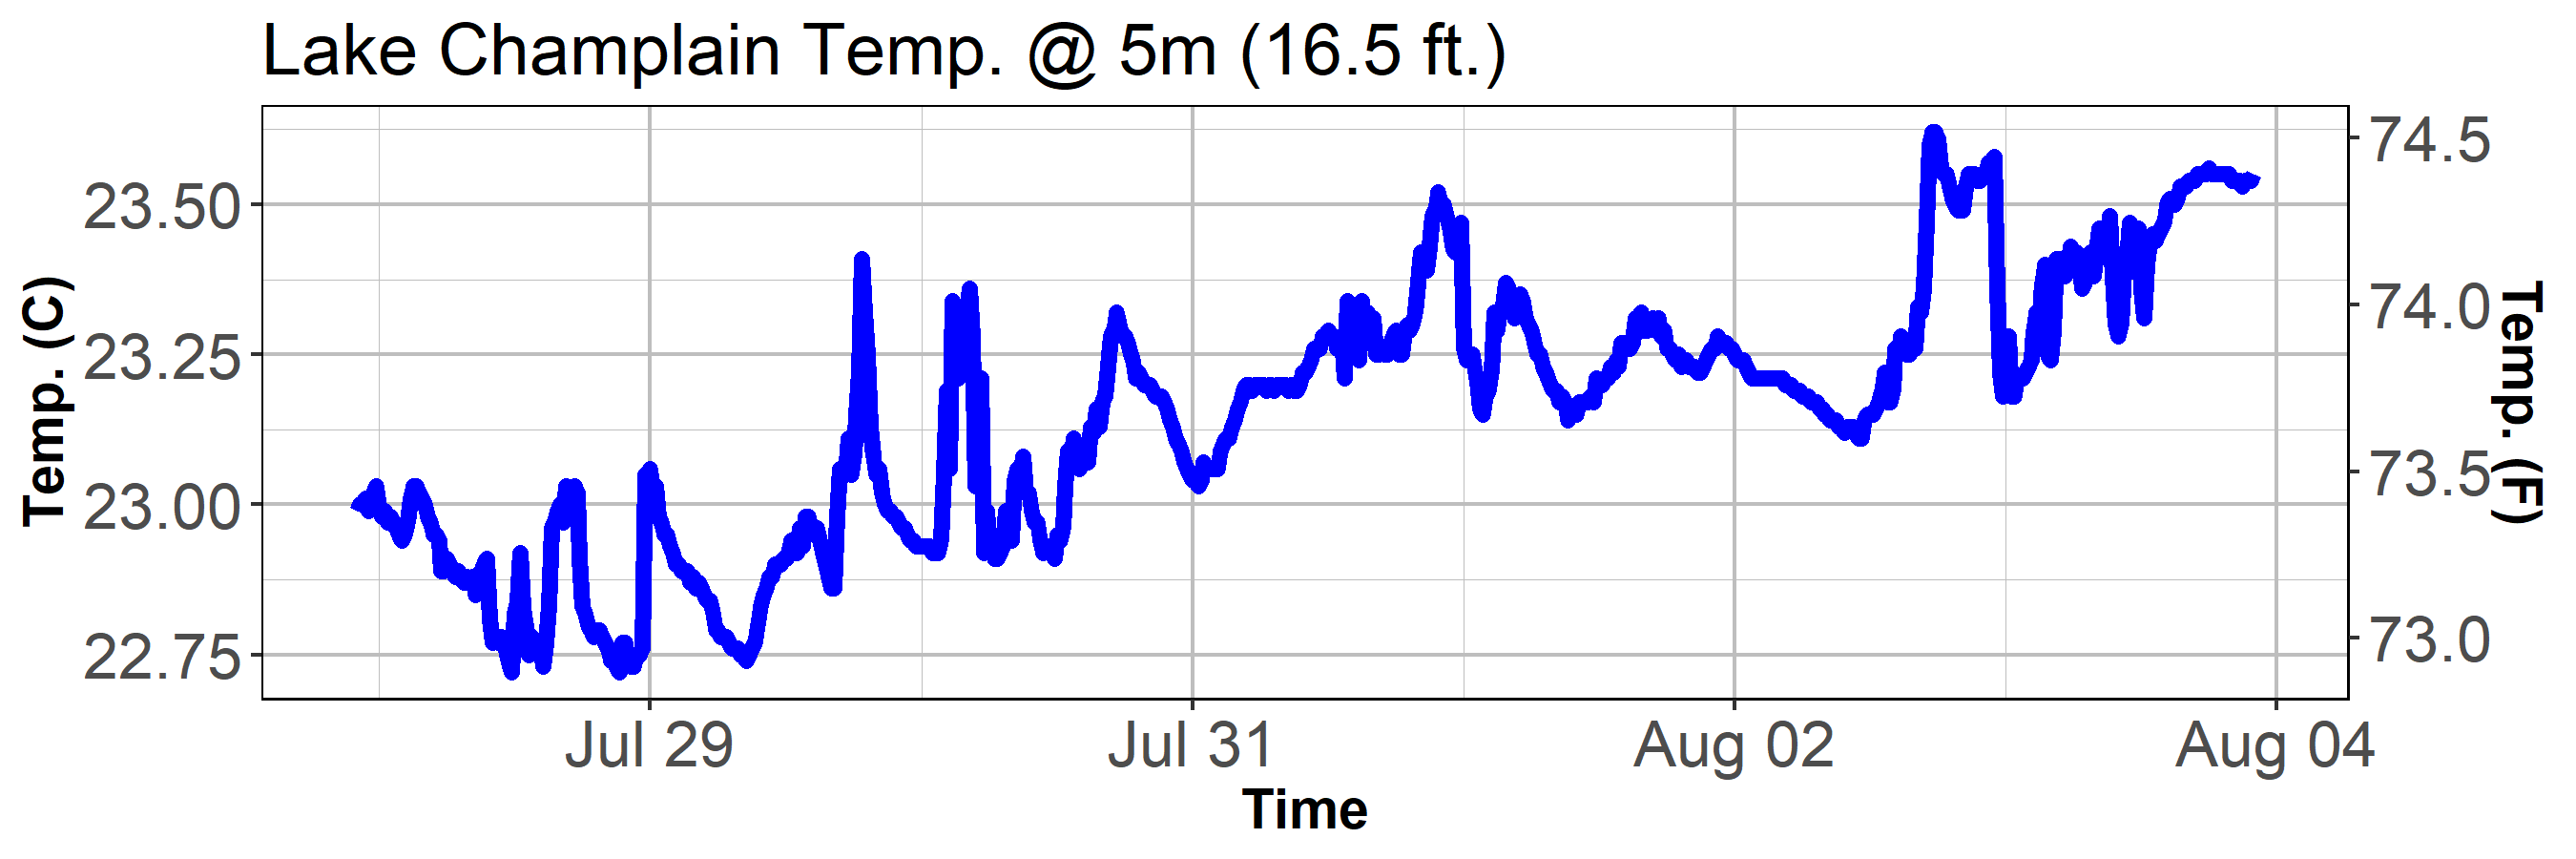 Lake Champlain Temp. @ 5m (16.5 ft.)
Temp. (C)
23.50
23.25
23.00
22.75
74.5
74.0
73.5
73.0
Temp. (F)
Jul 29
Jul 31
Aug 02
Aug 04
Time